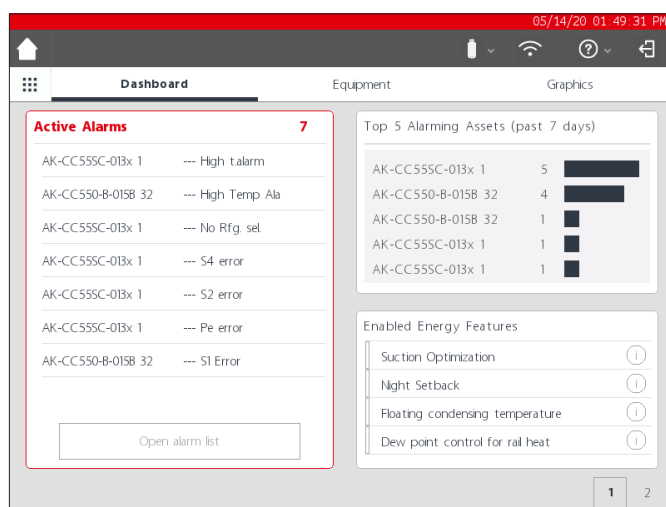 05/14/20 01:49:31 PM
Dashboard Equipment Graphics
Active Alarms 7
AK-CC55SC-013x 1 --- High t.alarm
AK-CC550-B-015B 32 --- High Temp Ala
AK-CC55SC-013x 1 --- No Rfg. sel.
AK-CC55SC-013x 1 --- S4 error
AK-CC55SC-013x 1 --- S2 error
AK-CC55SC-013x 1 --- Pe error
AK-CC550-B-015B 32 --- S1 Error
Open alarm list
Top 5 Alarming Assets (past 7 days)
AK-CC55SC-013x 1 5
AK-CC550-B-015B 32 4
AK-CC550-B-015B 32 1
AK-CC55SC-013x 1 1
AK-CC55SC-013x 1 1
Enabled Energy Features
Suction Optimization
Night Setback
Floating condensing temperature
Dew point control for rail heat
1 2